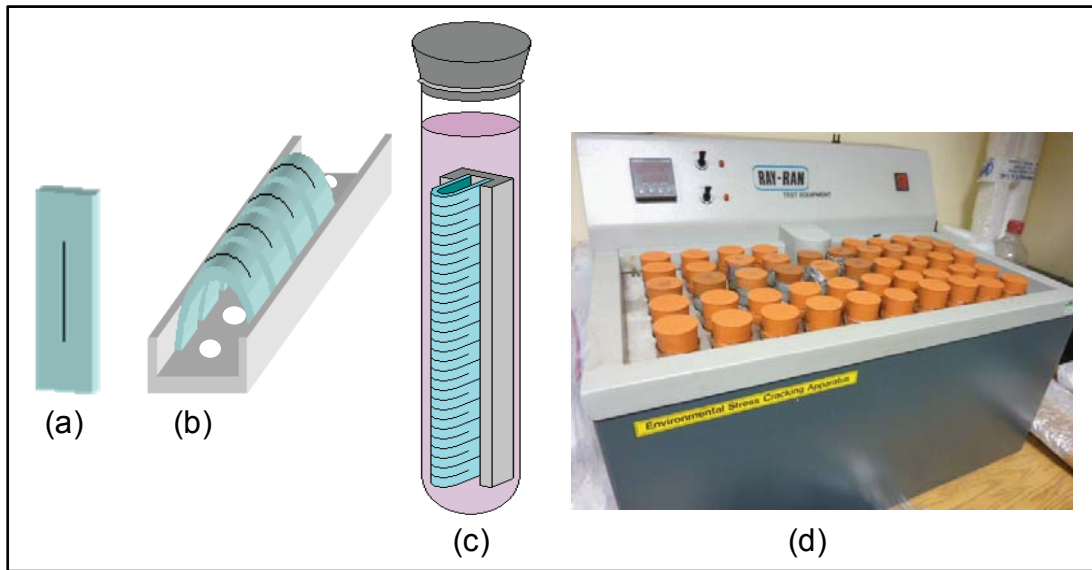 RAY-RAN
TEST EQUIPMENT
Environmental Stress Cracking Apparatus
(a)
(b)
(c)
(d)